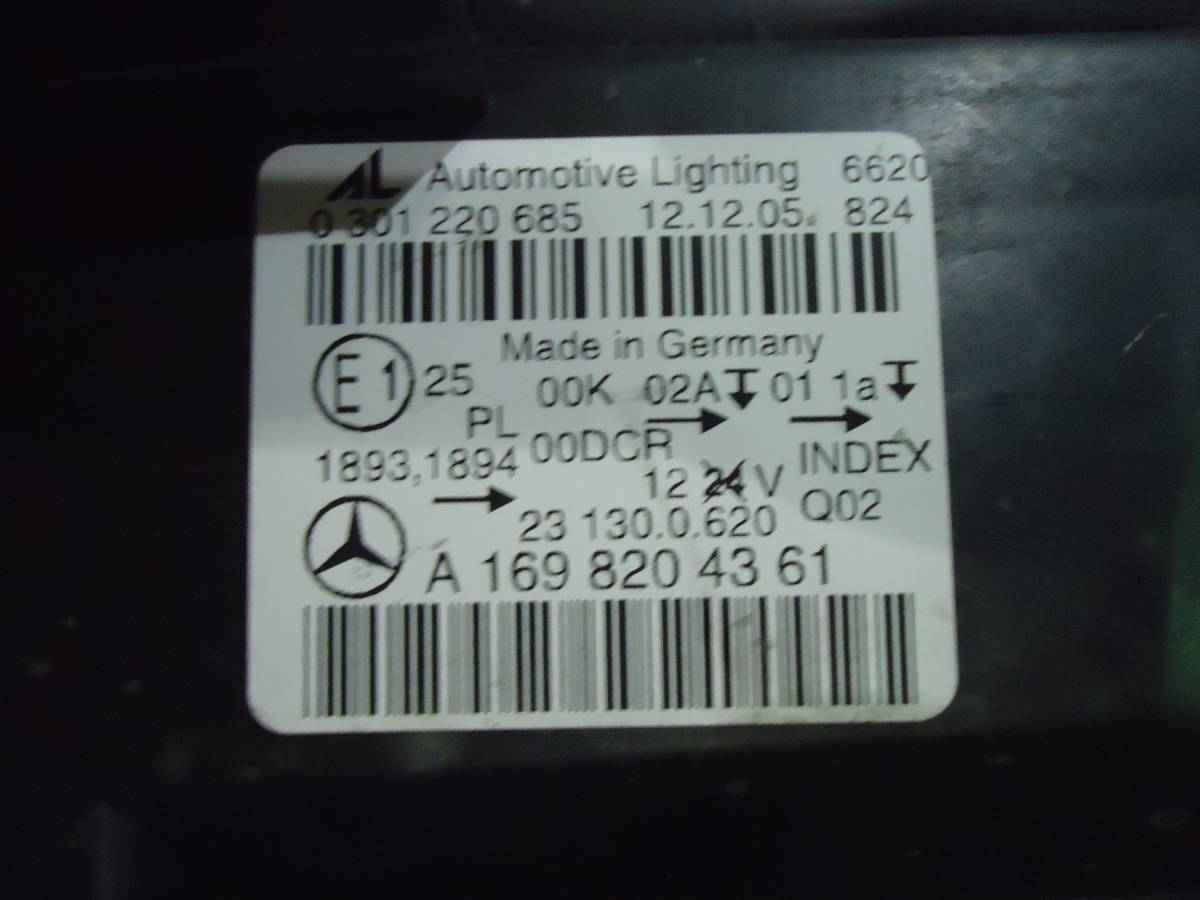 AL Automotive Lighting 6620
0 301 220 685 12.12.05. 824
Made in Germany
E1 25 00K 02A 01 1a
PL 00DCR INDEX
1893,1894 12 24 V Q02
23 130.0.620
A 169 820 43 61